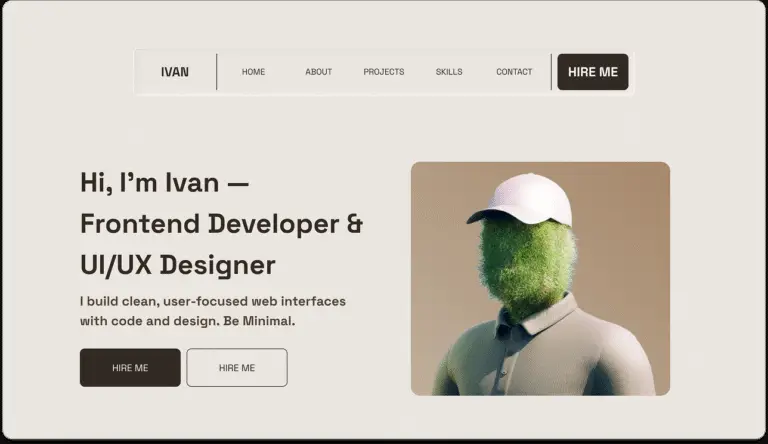 IVAN HOME ABOUT PROJECTS SKILLS CONTACT HIRE ME
Hi, I'm Ivan —
Frontend Developer &
UI/UX Designer
I build clean, user-focused web interfaces
with code and design. Be Minimal.
HIRE ME HIRE ME